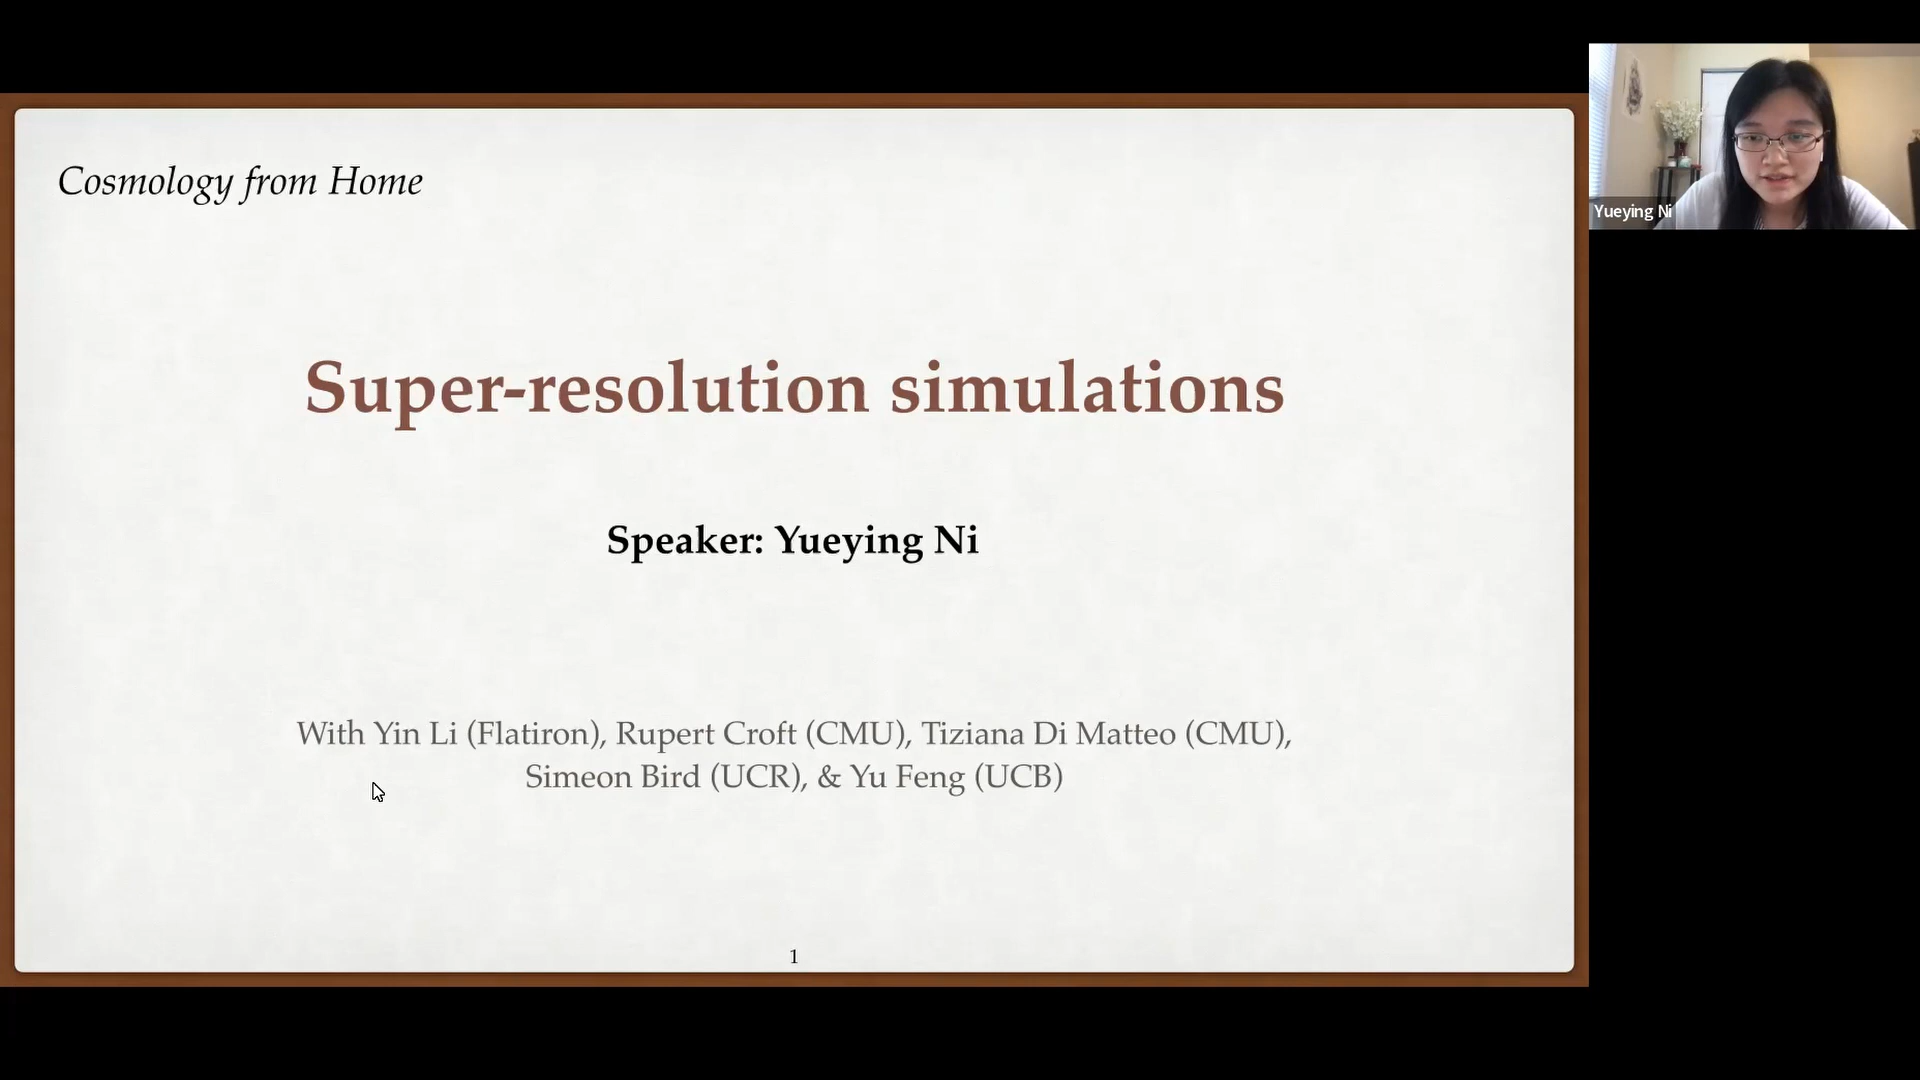 Cosmology from Home
Yueying Ni
Super-resolution simulations
Speaker: Yueying Ni
With Yin Li (Flatiron), Rupert Croft (CMU), Tiziana Di Matteo (CMU),
Simeon Bird (UCR), & Yu Feng (UCB)
1